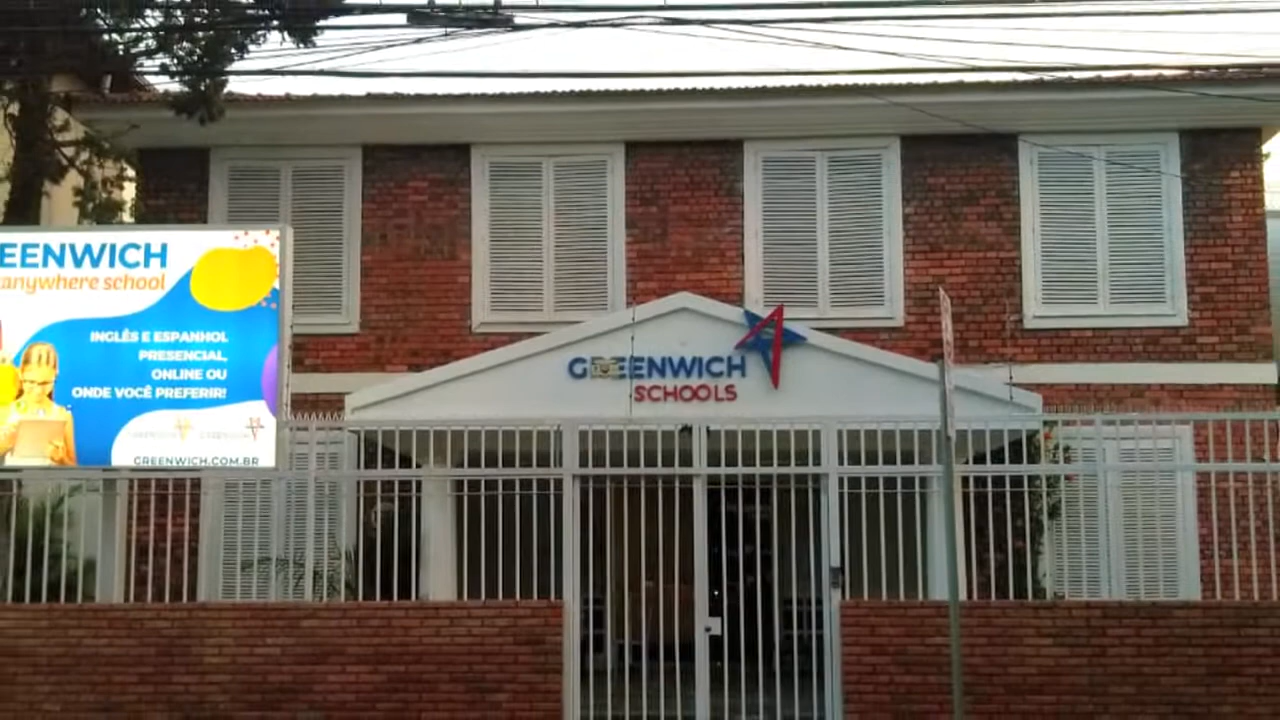 EENWICH
anywhere school
INGLÊS E ESPANHOL
PRESENCIAL,
ONLINE OU
ONDE VOCÊ PREFERIR!
GREENWICH.COM.BR
GREENWICH
SCHOOLS